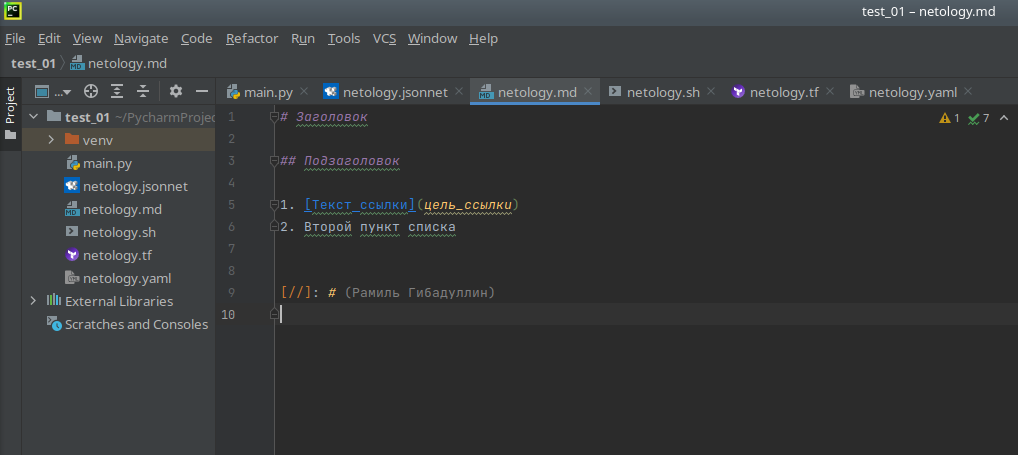 PC
test_01 – netology.md
File Edit View Navigate Code Refactor Run Tools VCS Window Help
test_01 netology.md
Project
...
main.py netology.jsonnet netology.md netology.sh netology.tf netology.yaml
test_01 ~/PycharmProjec
venv
main.py
netology.jsonnet
netology.md
netology.sh
netology.tf
netology.yaml
External Libraries
Scratches and Consoles
1 # Заголовок
2
3 ## Подзаголовок
4
5 1. [Текст_ссылки](цель_ссылки)
6 2. Второй пункт списка
7
8
9 [//]: # (Рамиль Гибадуллин)
10
1 7